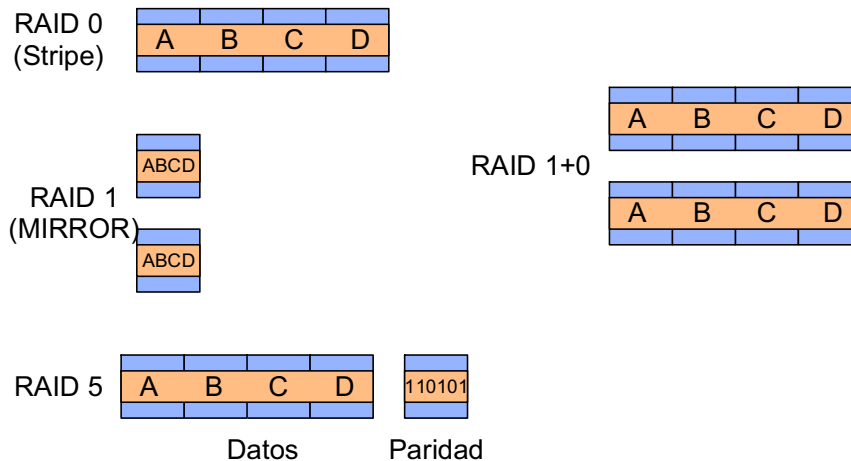 RAID 0
(Stripe)
A B C D
RAID 1
(MIRROR)
ABCD
ABCD
RAID 1+0
A B C D
A B C D
RAID 5
A B C D
110101
Datos
Paridad